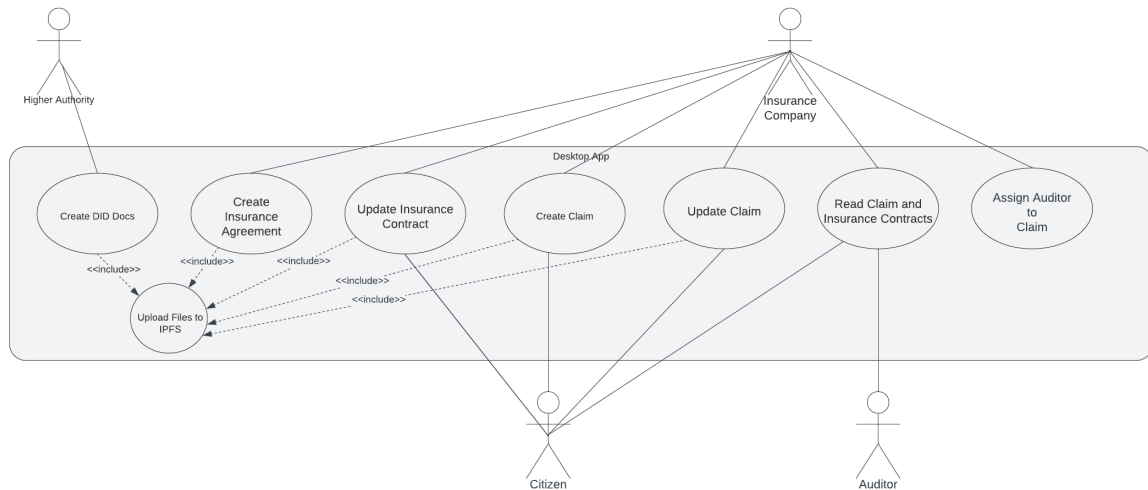 Higher Authority
Insurance
Company
Desktop App
Create DID Docs
Create
Insurance
Agreement
Update Insurance
Contract
Create Claim
Update Claim
Read Claim and
Insurance Contracts
Assign Auditor
to
Claim
<<include>>
<<include>>
<<include>>
<<include>>
<<include>>
Upload Files to
IPFS
Citizen
Auditor